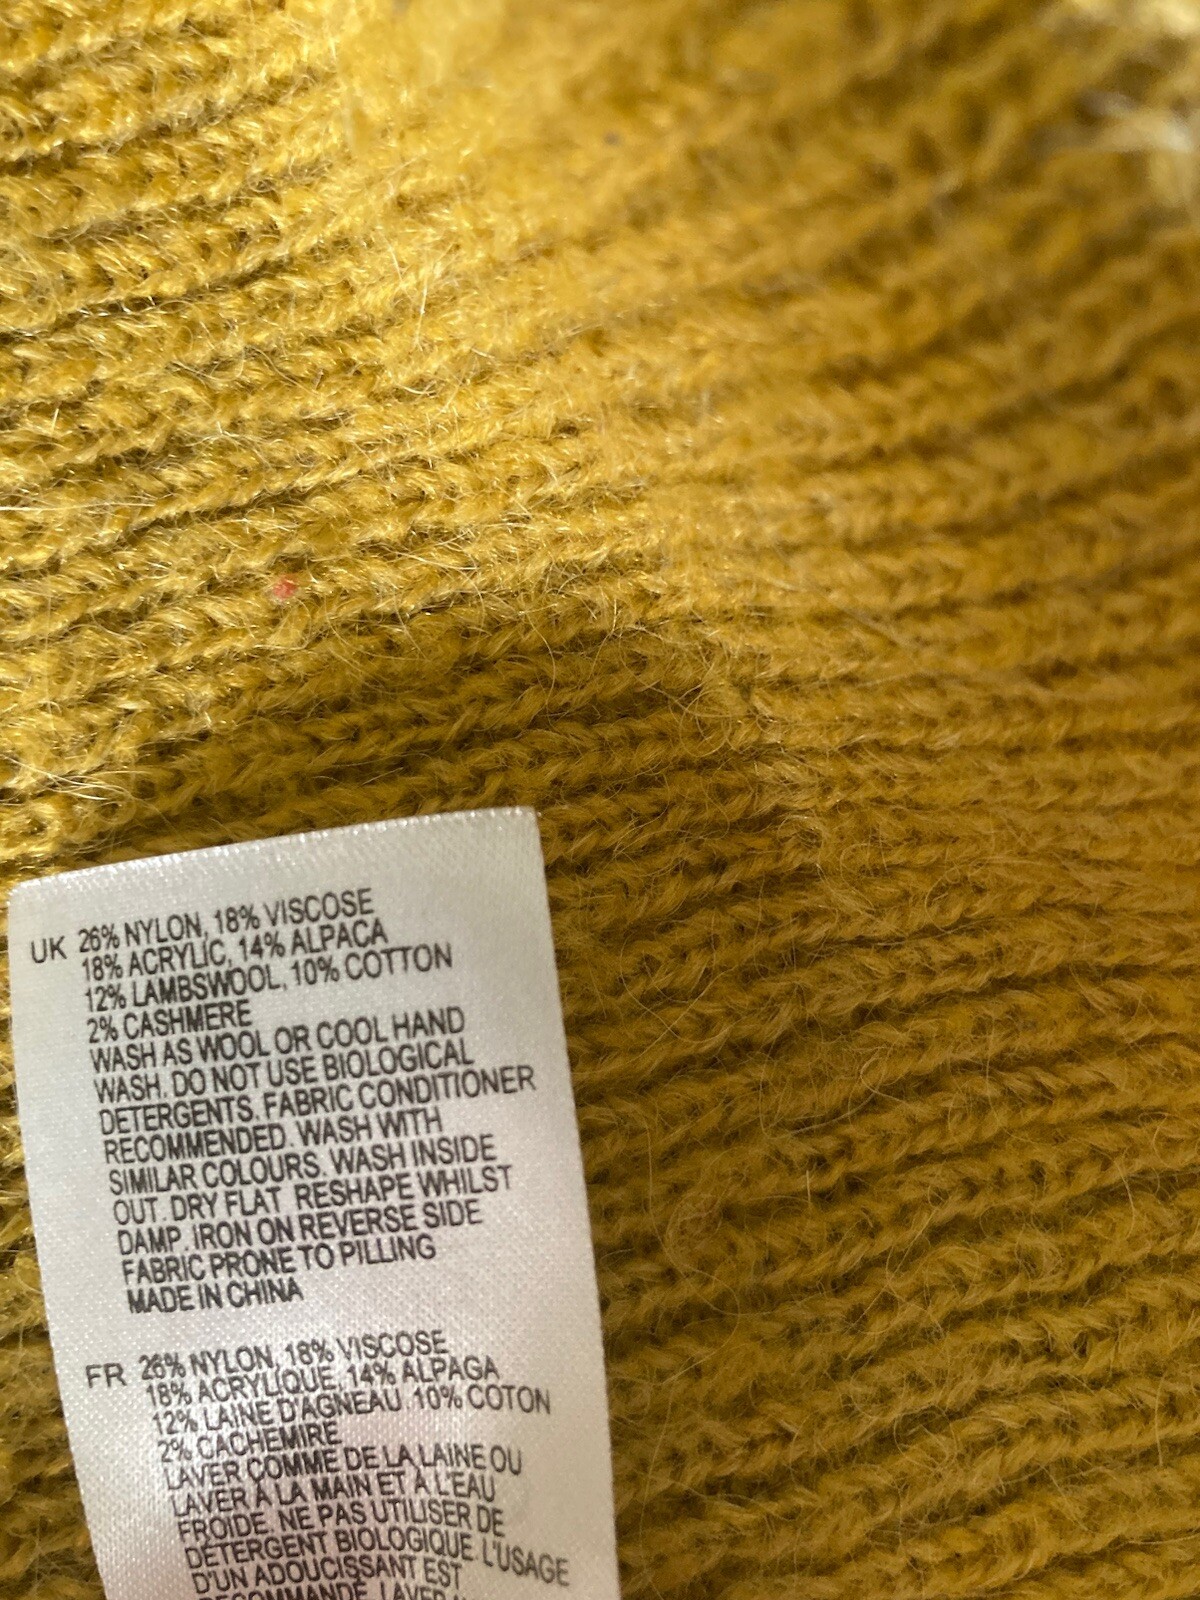 UK 26% NYLON, 18% VISCOSE
18% ACRYLIC, 14% ALPACA
12% LAMBSWOOL, 10% COTTON
2% CASHMERE
WASH AS WOOL OR COOL HAND
WASH. DO NOT USE BIOLOGICAL
DETERGENTS. FABRIC CONDITIONER
RECOMMENDED. WASH WITH
SIMILAR COLOURS. WASH INSIDE
OUT. DRY FLAT RESHAPE WHILST
DAMP. IRON ON REVERSE SIDE
FABRIC PRONE TO PILLING
MADE IN CHINA
FR 26% NYLON, 18% VISCOSE
18% ACRYLIQUE, 14% ALPAGA
12% LAINE D'AGNEAU. 10% COTON
2% CACHEMIRE
LAVER COMME DE LA LAINE OU
LAVER À LA MAIN ET À L'EAU
FROIDE. NE PAS UTILISER DE
DÉTERGENT BIOLOGIQUE. L'USAGE
D'UN ADOUCISSANT EST
RECOMMANDÉ. LAVER